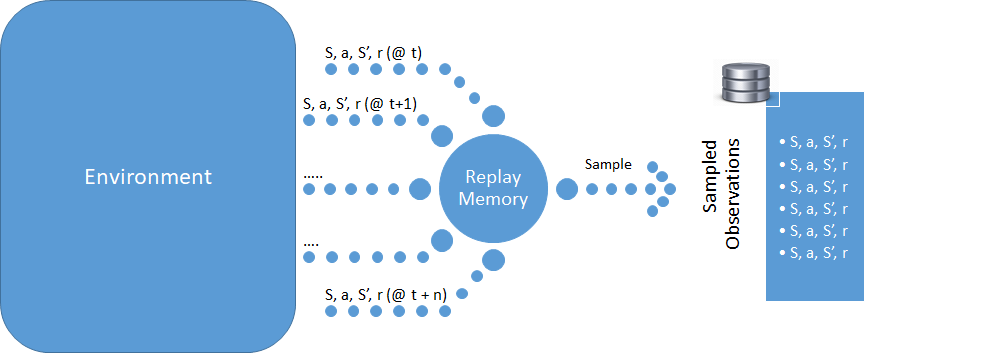 Environment
S, a, S’, r (@ t)
S, a, S’, r (@ t+1)
.....
....
S, a, S’, r (@ t + n)
Replay
Memory
Sample
Sampled
Observations
• S, a, S’, r
• S, a, S’, r
• S, a, S’, r
• S, a, S’, r
• S, a, S’, r
• S, a, S’, r